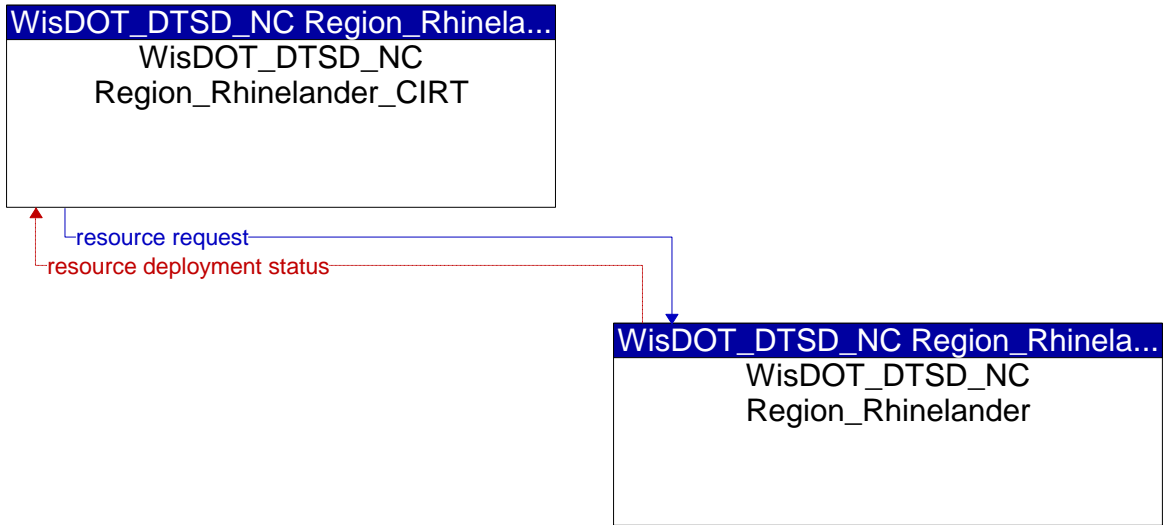 WisDOT_DTSD_NC Region_Rhinela...
WisDOT_DTSD_NC
Region_Rhinelander_CIRT
resource request
resource deployment status
WisDOT_DTSD_NC Region_Rhinela...
WisDOT_DTSD_NC
Region_Rhinelander